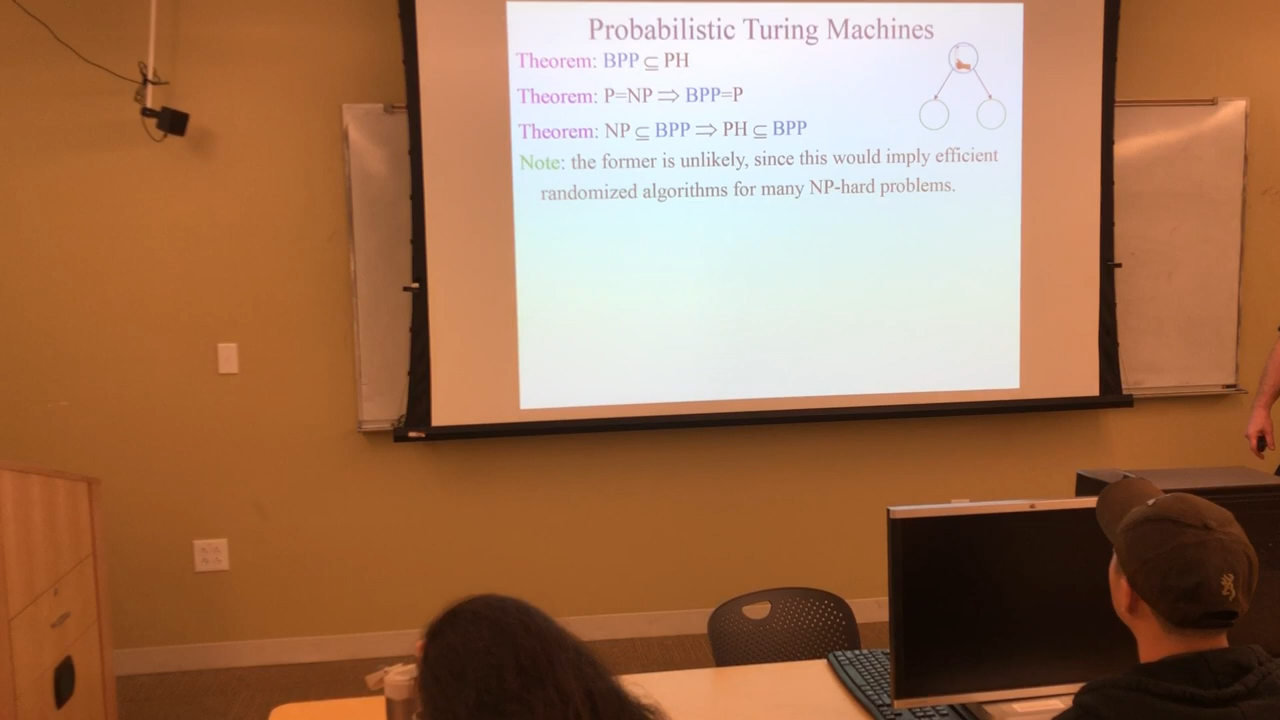 Probabilistic Turing Machines
Theorem: BPP ⊆ PH
Theorem: P=NP ⟹ BPP=P
Theorem: NP ⊆ BPP ⟹ PH ⊆ BPP
Note: the former is unlikely, since this would imply efficient
randomized algorithms for many NP-hard problems.